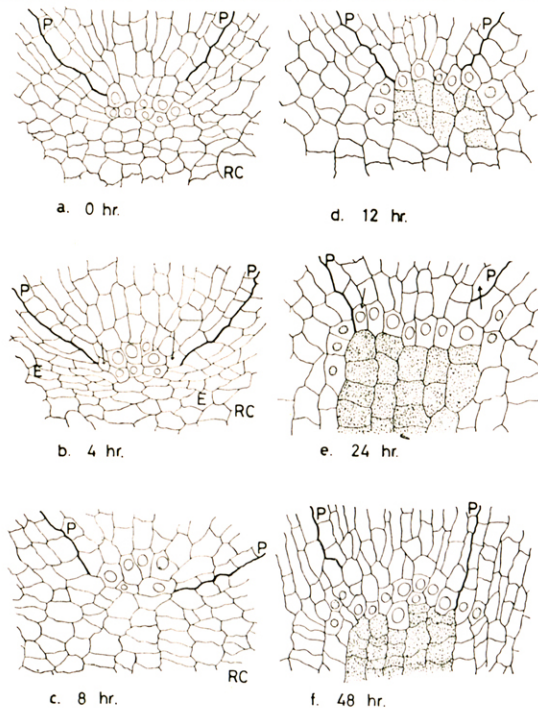 P P
RC
a. 0 hr.
P P
d. 12 hr.
P P
E E
RC
b. 4 hr.
P P
e. 24 hr.
P P
RC
c. 8 hr.
P P
f. 48 hr.